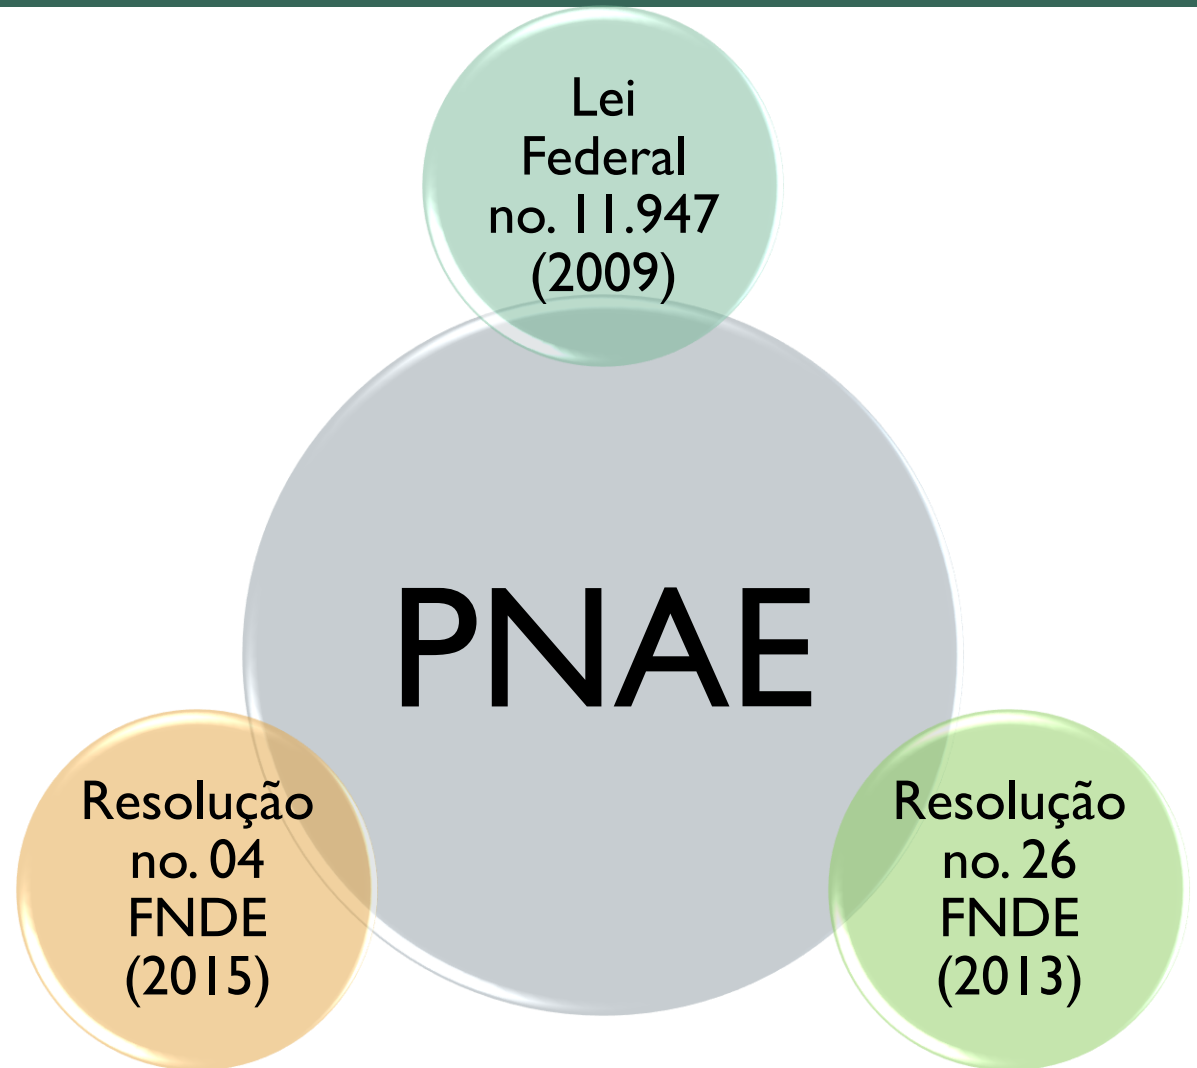 Lei
Federal
no. 11.947
(2009)
PNAE
Resolução
no. 04
FNDE
(2015)
Resolução
no. 26
FNDE
(2013)